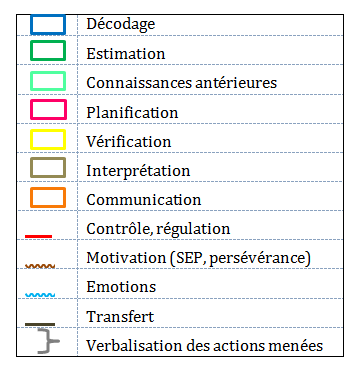 Décodage
Estimation
Connaissances antérieures
Planification
Vérification
Interprétation
Communication
Contrôle, régulation
Motivation (SEP, persévérance)
Emotions
Transfert
Verbalisation des actions menées